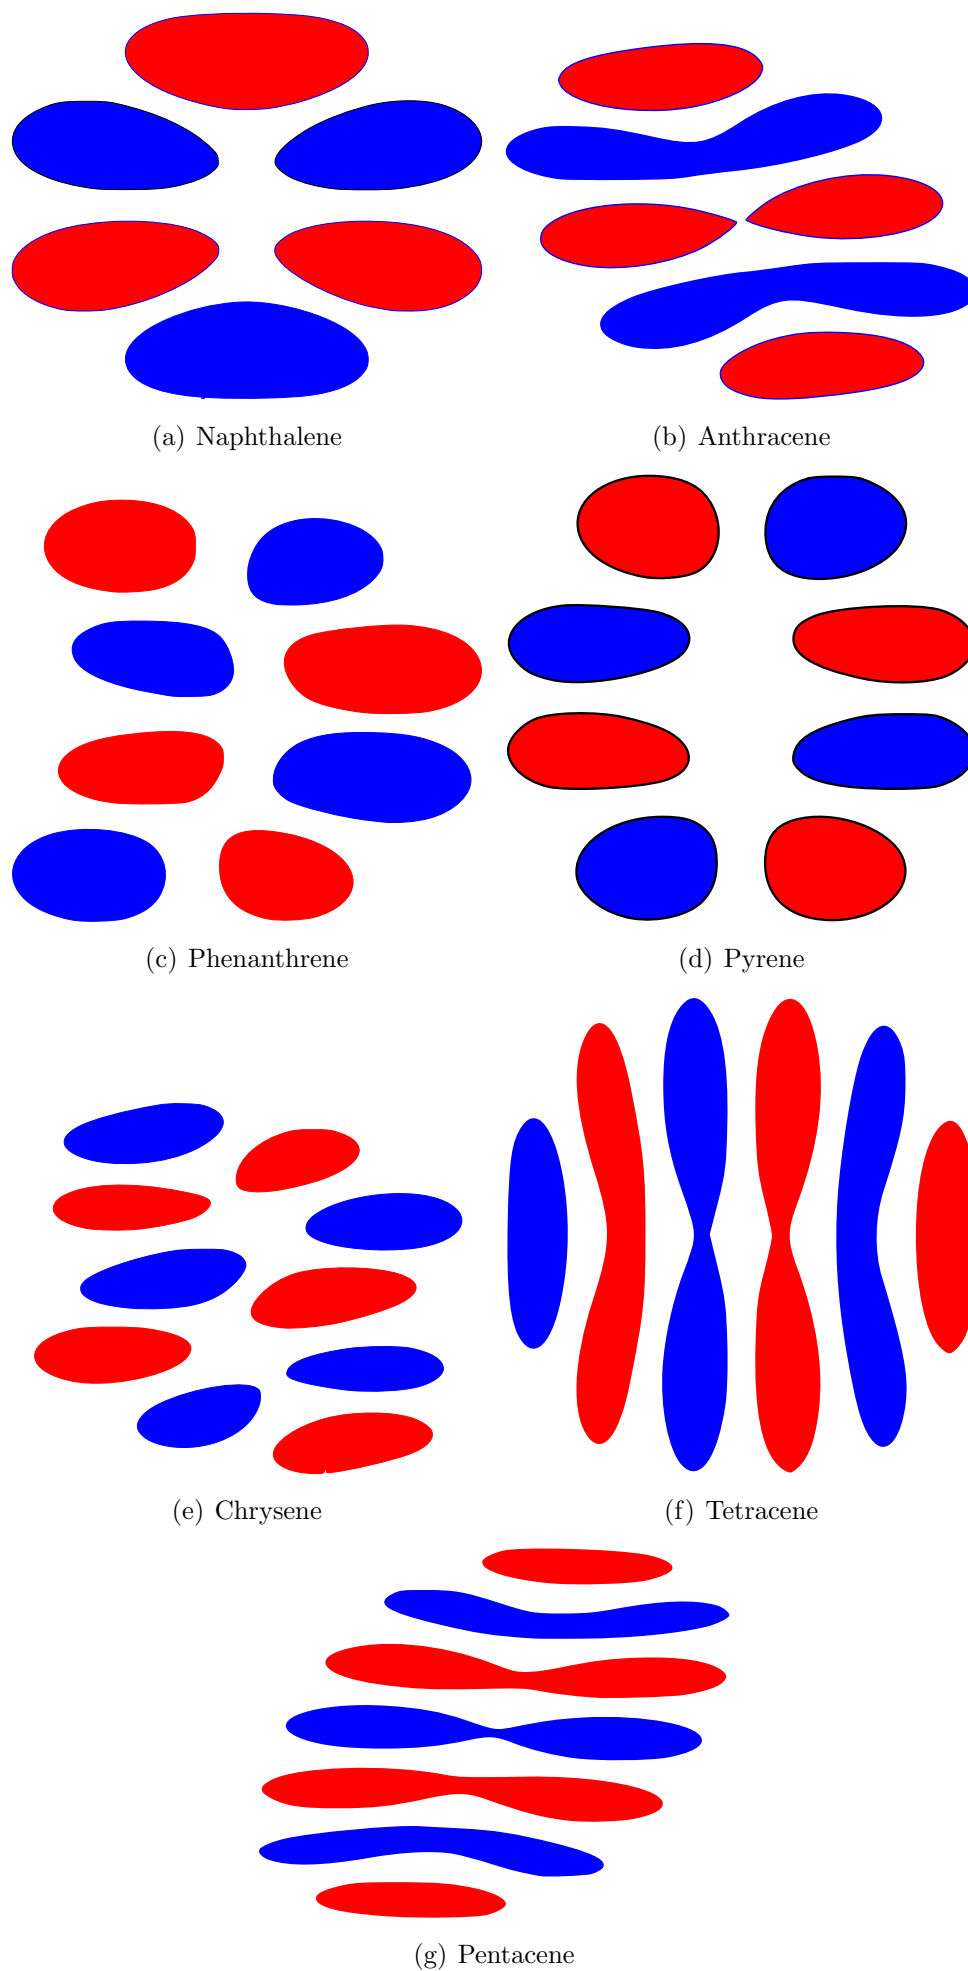 (a) Naphthalene
(b) Anthracene
(c) Phenanthrene
(d) Pyrene
(e) Chrysene
(f) Tetracene
(g) Pentacene